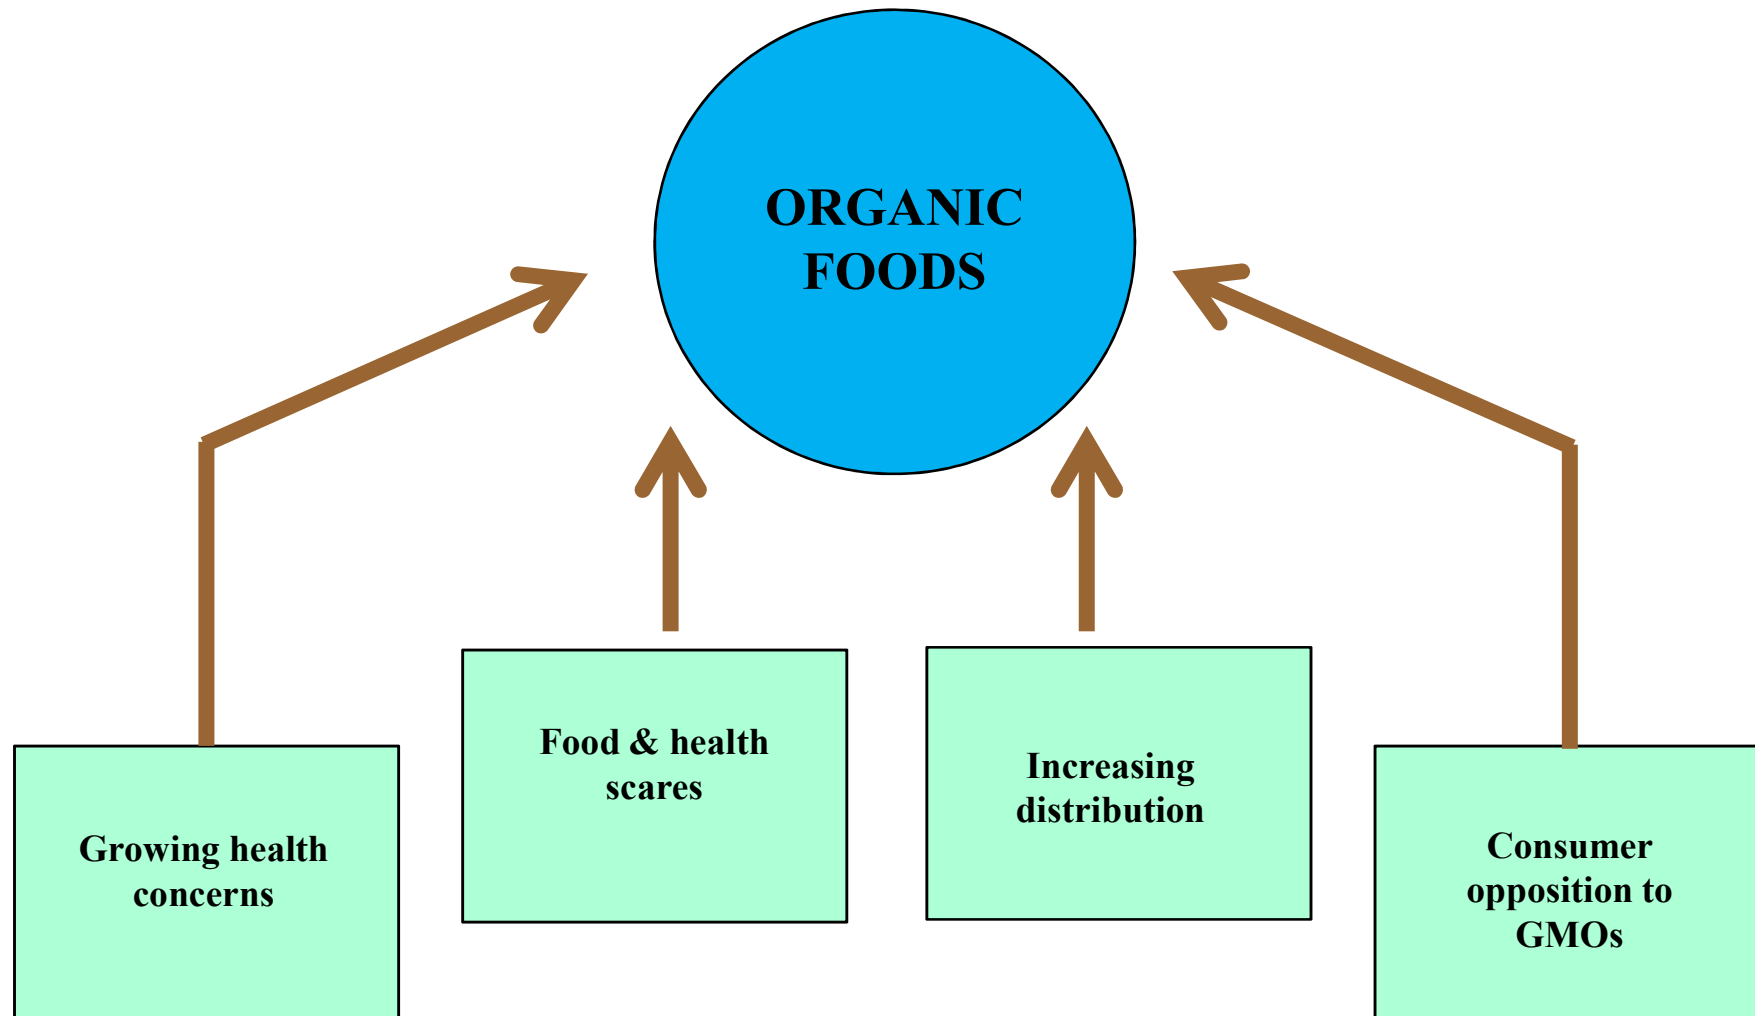 ORGANIC
FOODS
Food & health
scares
Increasing
distribution
Growing health
concerns
Consumer
opposition to
GMOs